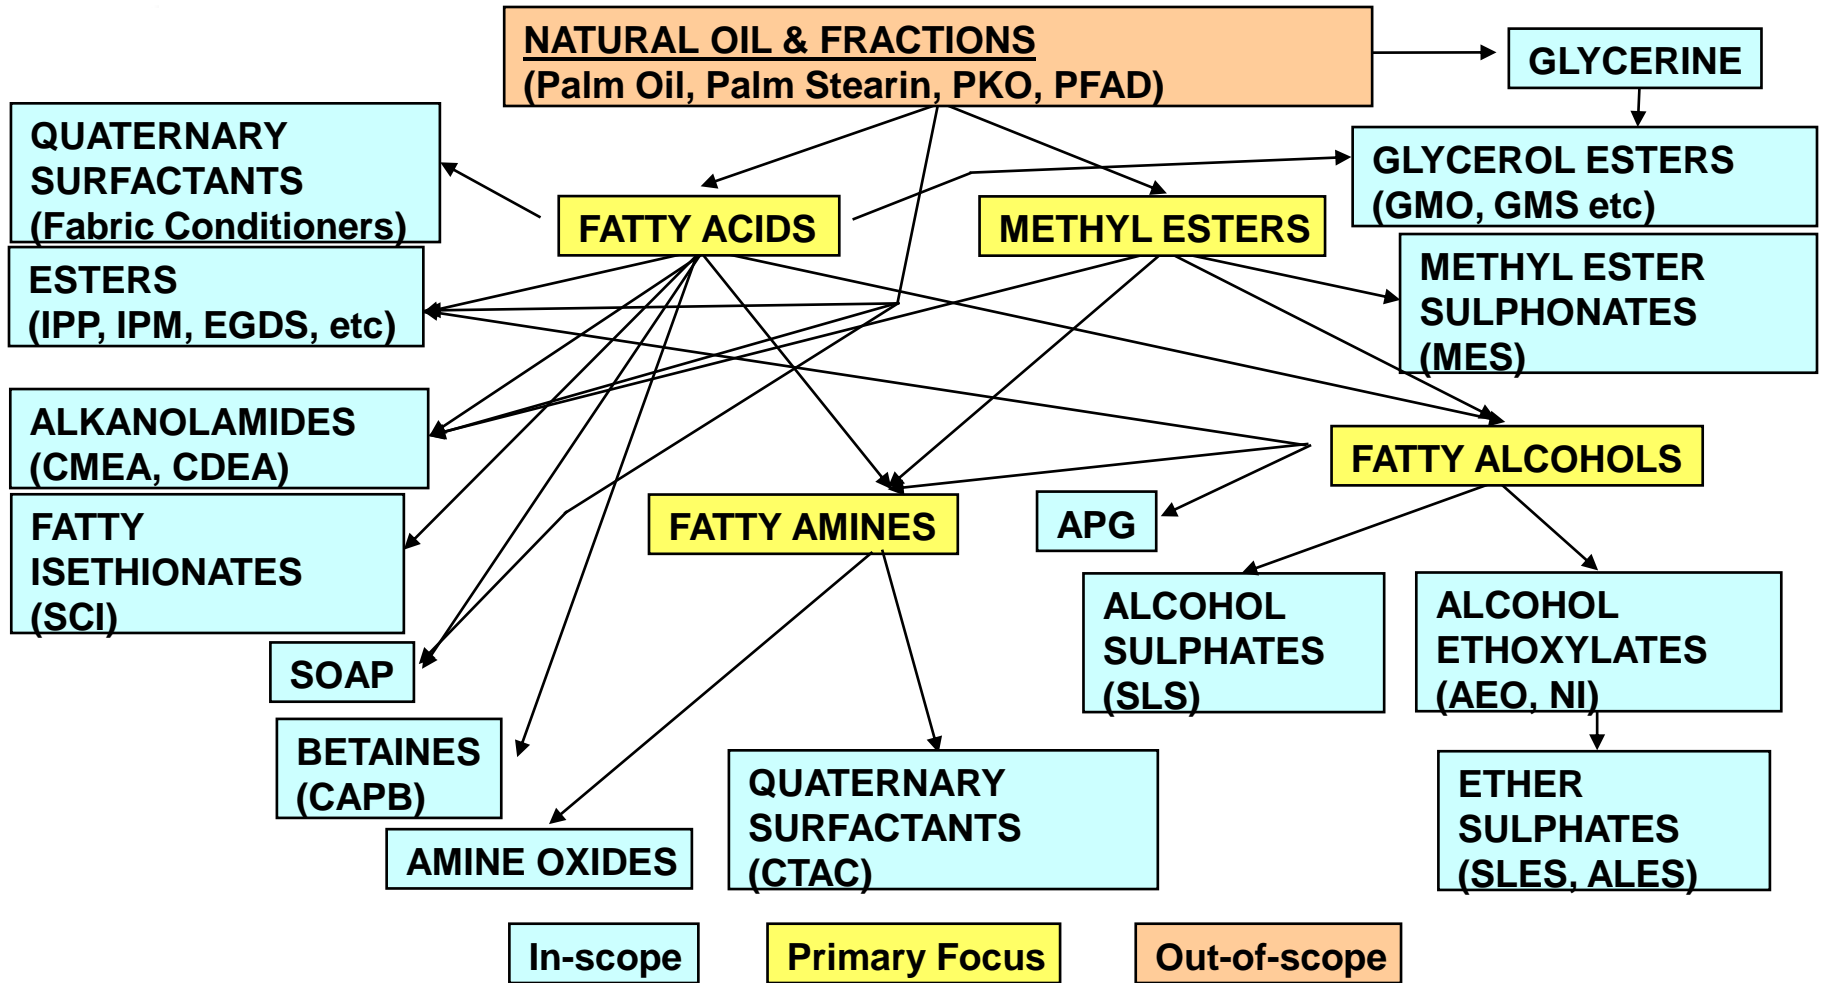 NATURAL OIL & FRACTIONS
(Palm Oil, Palm Stearin, PKO, PFAD)
GLYCERINE
QUATERNARY
SURFACTANTS
(Fabric Conditioners)
GLYCEROL ESTERS
(GMO, GMS etc)
FATTY ACIDS
METHYL ESTERS
ESTERS
(IPP, IPM, EGDS, etc)
METHYL ESTER
SULPHONATES
(MES)
ALKANOLAMIDES
(CMEA, CDEA)
FATTY ALCOHOLS
FATTY
ISETHIONATES
(SCI)
FATTY AMINES
APG
ALCOHOL
SULPHATES
(SLS)
ALCOHOL
ETHOXYLATES
(AEO, NI)
SOAP
BETAINES
(CAPB)
QUATERNARY
SURFACTANTS
(CTAC)
ETHER
SULPHATES
(SLES, ALES)
AMINE OXIDES
In-scope
Primary Focus
Out-of-scope